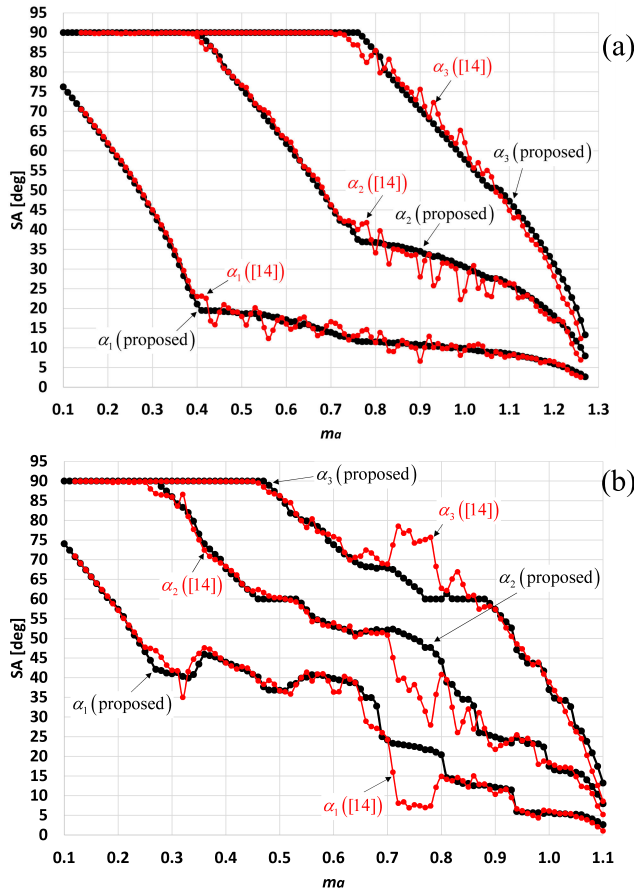 (a)
95
90
85
80
75
70
65
60
55
50
45
40
35
30
25
20
15
10
5
0
SA [deg]
α3 ([14])
α3 (proposed)
α2 ([14])
α2 (proposed)
α1 ([14])
α1 (proposed)
0.1 0.2 0.3 0.4 0.5 0.6 0.7 0.8 0.9 1.0 1.1 1.2 1.3
ma
(b)
95
90
85
80
75
70
65
60
55
50
45
40
35
30
25
20
15
10
5
0
SA [deg]
α3 (proposed)
α3 ([14])
α2 ([14])
α2 (proposed)
α1 (proposed)
α1 ([14])
0.1 0.2 0.3 0.4 0.5 0.6 0.7 0.8 0.9 1.0 1.1
ma